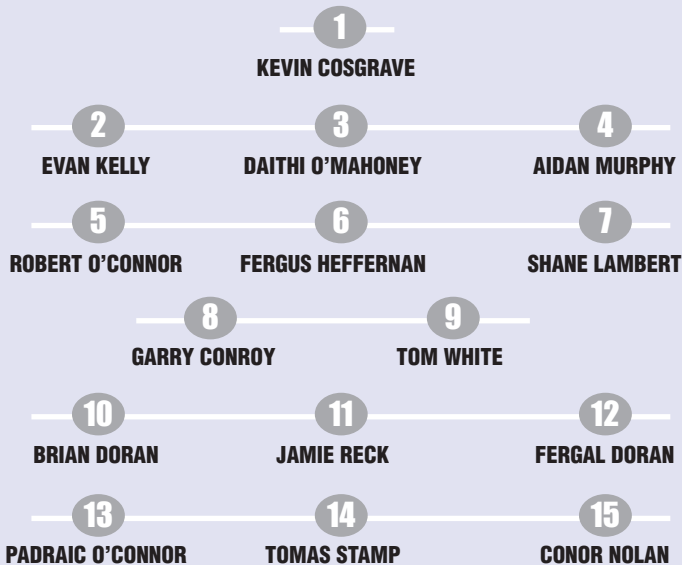 1
KEVIN COSGRAVE
2 3 4
EVAN KELLY DAITHI O'MAHONEY AIDAN MURPHY
5 6 7
ROBERT O'CONNOR FERGUS HEFFERNAN SHANE LAMBERT
8 9
GARRY CONROY TOM WHITE
10 11 12
BRIAN DORAN JAMIE RECK FERGAL DORAN
13 14 15
PADRAIC O'CONNOR TOMAS STAMP CONOR NOLAN